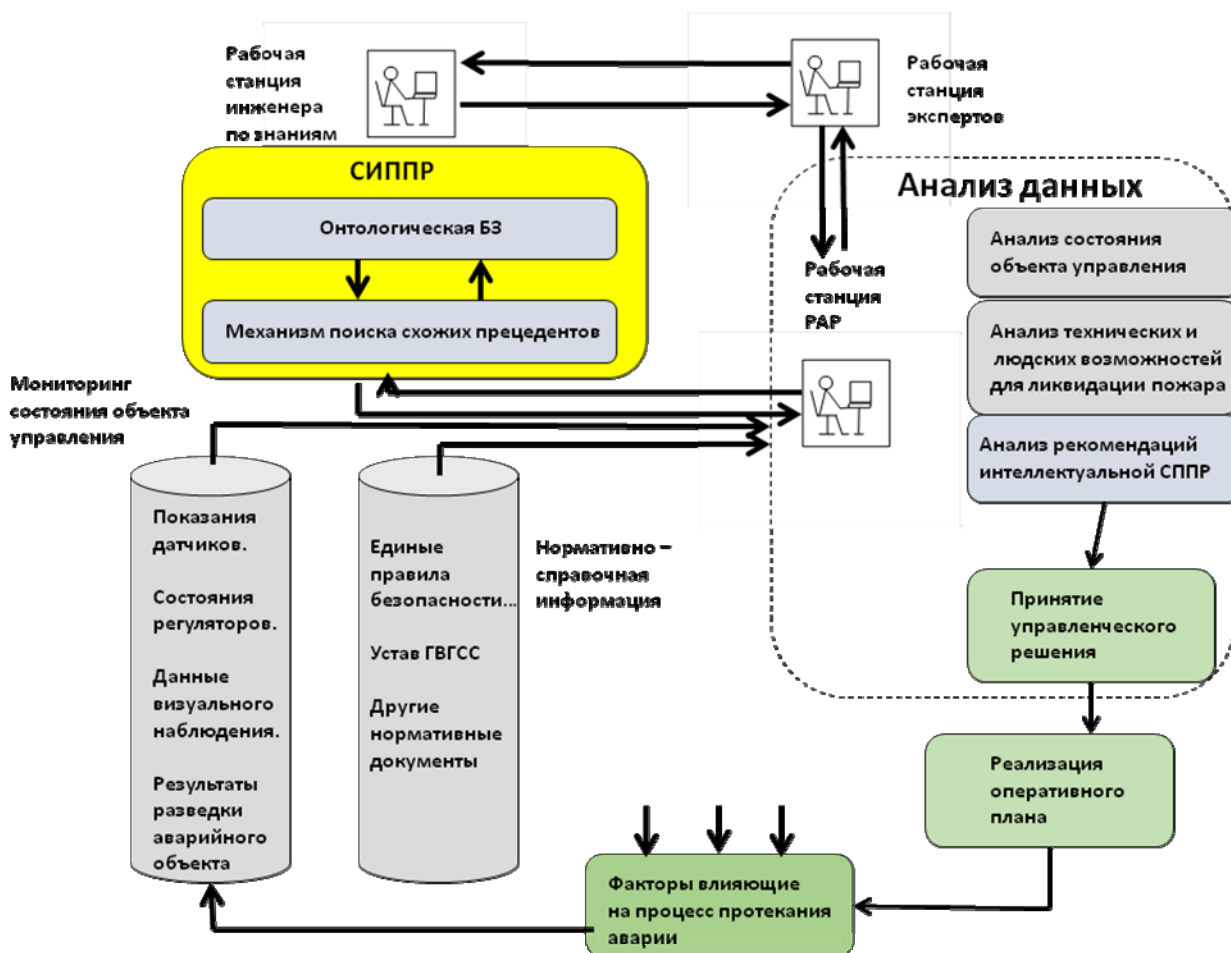 Рабочая
станция
инженера
по знаниям
Рабочая
станция
экспертов
СИППР
Онтологическая БЗ
Механизм поиска схожих прецедентов
Анализ данных
Анализ состояния
объекта управления
Рабочая
станция
РАР
Анализ технических и
людских возможностей
для ликвидации пожара
Анализ рекомендаций
интеллектуальной СППР
Мониторинг
состояния объекта
управления
Показания
датчиков.
Состояния
регуляторов.
Данные
визуального
наблюдения.
Результаты
разведки
аварийного
объекта
Единые
правила
безопасности...
Устав ГВГСС
Другие
нормативные
документы
Нормативно –
справочная
информация
Принятие
управленческого
решения
Реализация
оперативного
плана
Факторы влияющие
на процесс протекания
аварии